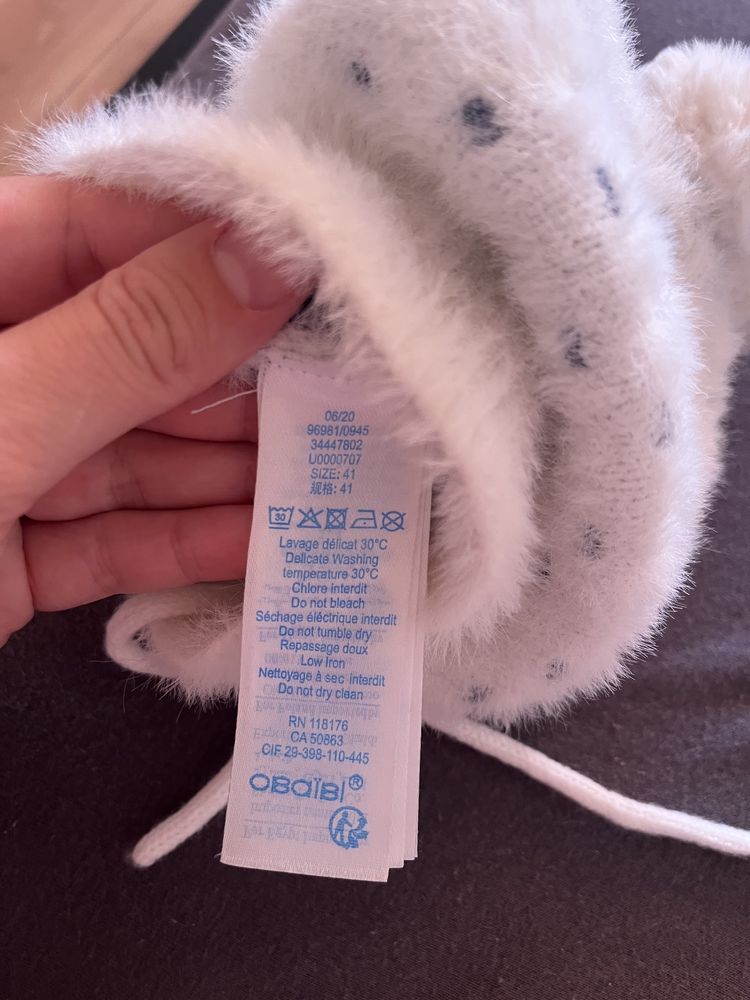 06/20
96981/0945
34447802
U0000707
SIZE: 41
规格: 41
30
Lavage délicat 30°C
Delicate Washing
temperature 30°C
Chlore interdit
Do not bleach
Séchage éléctrique interdit
Do not tumble dry
Repassage doux
Low Iron
Nettoyage à sec interdit
Do not dry clean
RN 118176
CA 50863
CIF 29-398-110-445
OBaïBi®